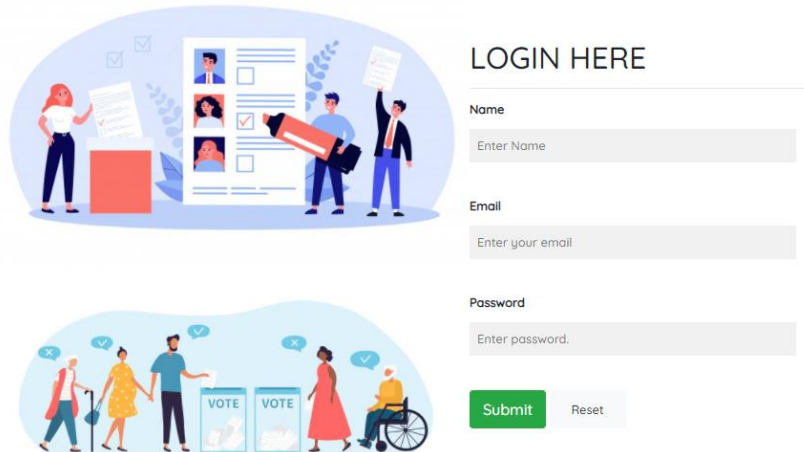 LOGIN HERE
Name
Enter Name
Email
Enter your email
Password
Enter password.
Submit Reset
VOTE VOTE